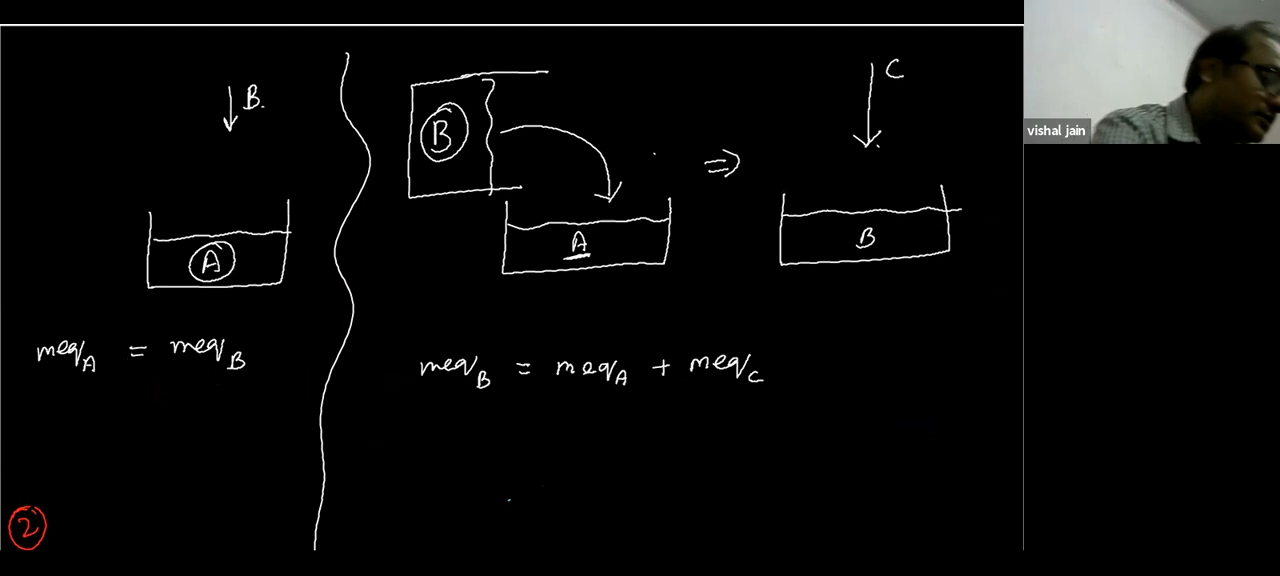 B.
A
meq_A = meq_B
B
A
⇒
C
B
meq_B = meq_A + meq_C
2
vishal jain